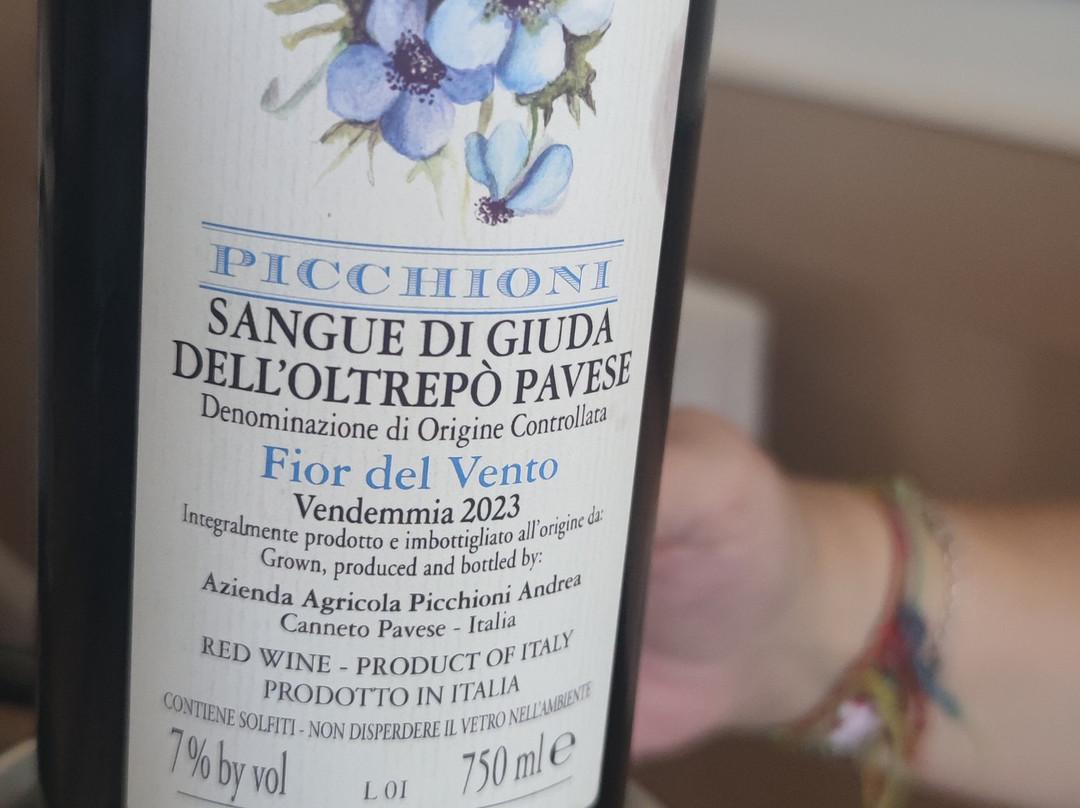 PICCHIONI
SANGUE DI GIUDA
DELL'OLTREPÒ PAVESE
Denominazione di Origine Controllata
Fior del Vento
Vendemmia 2023
Integralmente prodotto e imbottigliato all'origine da:
Grown, produced and bottled by:
Azienda Agricola Picchioni Andrea
Canneto Pavese - Italia
RED WINE - PRODUCT OF ITALY
PRODOTTO IN ITALIA
CONTIENE SOLFITI - NON DISPERDERE IL VETRO NELL'AMBIENTE
7% by vol L 01 750 ml e